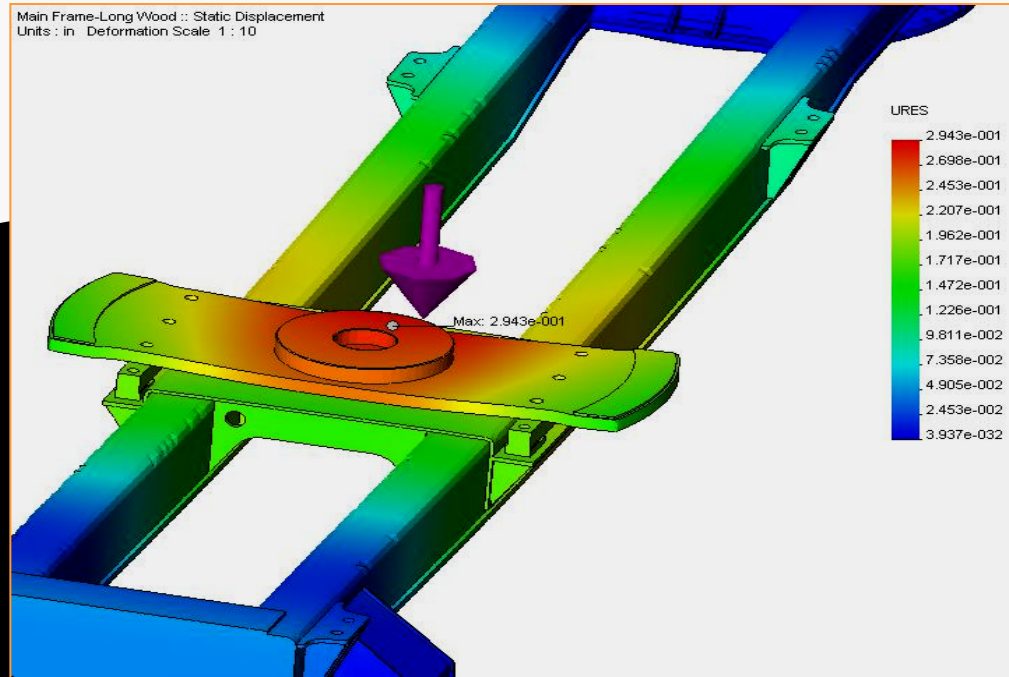 Main Frame-Long Wood :: Static Displacement
Units : in   Deformation Scale 1 : 10
URES
2.943e-001
2.698e-001
2.453e-001
2.207e-001
1.962e-001
1.717e-001
1.472e-001
1.226e-001
9.811e-002
7.358e-002
4.905e-002
2.453e-002
3.937e-032
Max: 2.943e-001